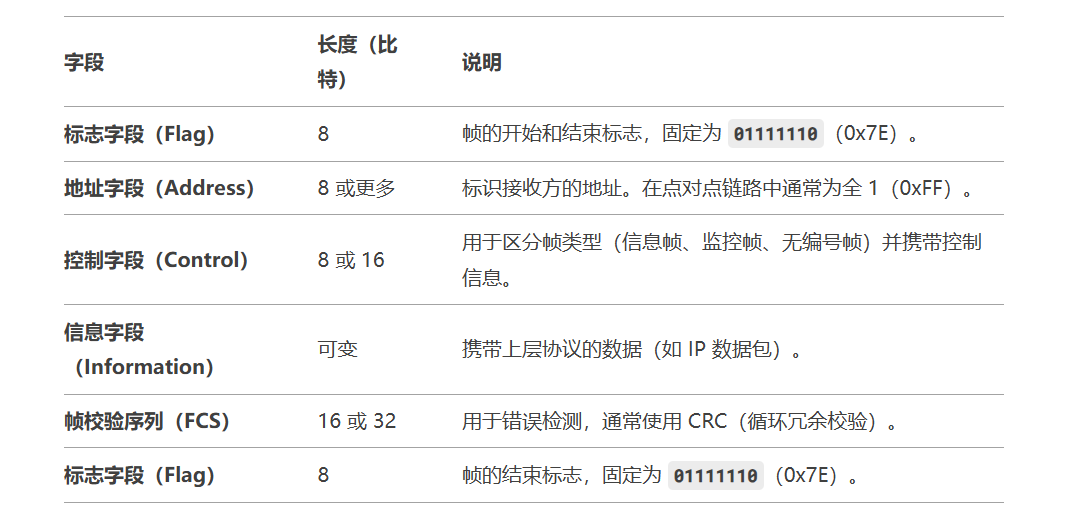 字段 长度（比特） 说明
标志字段（Flag） 8 帧的开始和结束标志，固定为 01111110（0x7E）。
地址字段（Address） 8 或更多 标识接收方的地址。在点对点链路中通常为全 1（0xFF）。
控制字段（Control） 8 或 16 用于区分帧类型（信息帧、监控帧、无编号帧）并携带控制
信息。
信息字段
（Information） 可变 携带上层协议的数据（如 IP 数据包）。
帧校验序列（FCS） 16 或 32 用于错误检测，通常使用 CRC（循环冗余校验）。
标志字段（Flag） 8 帧的结束标志，固定为 01111110（0x7E）。